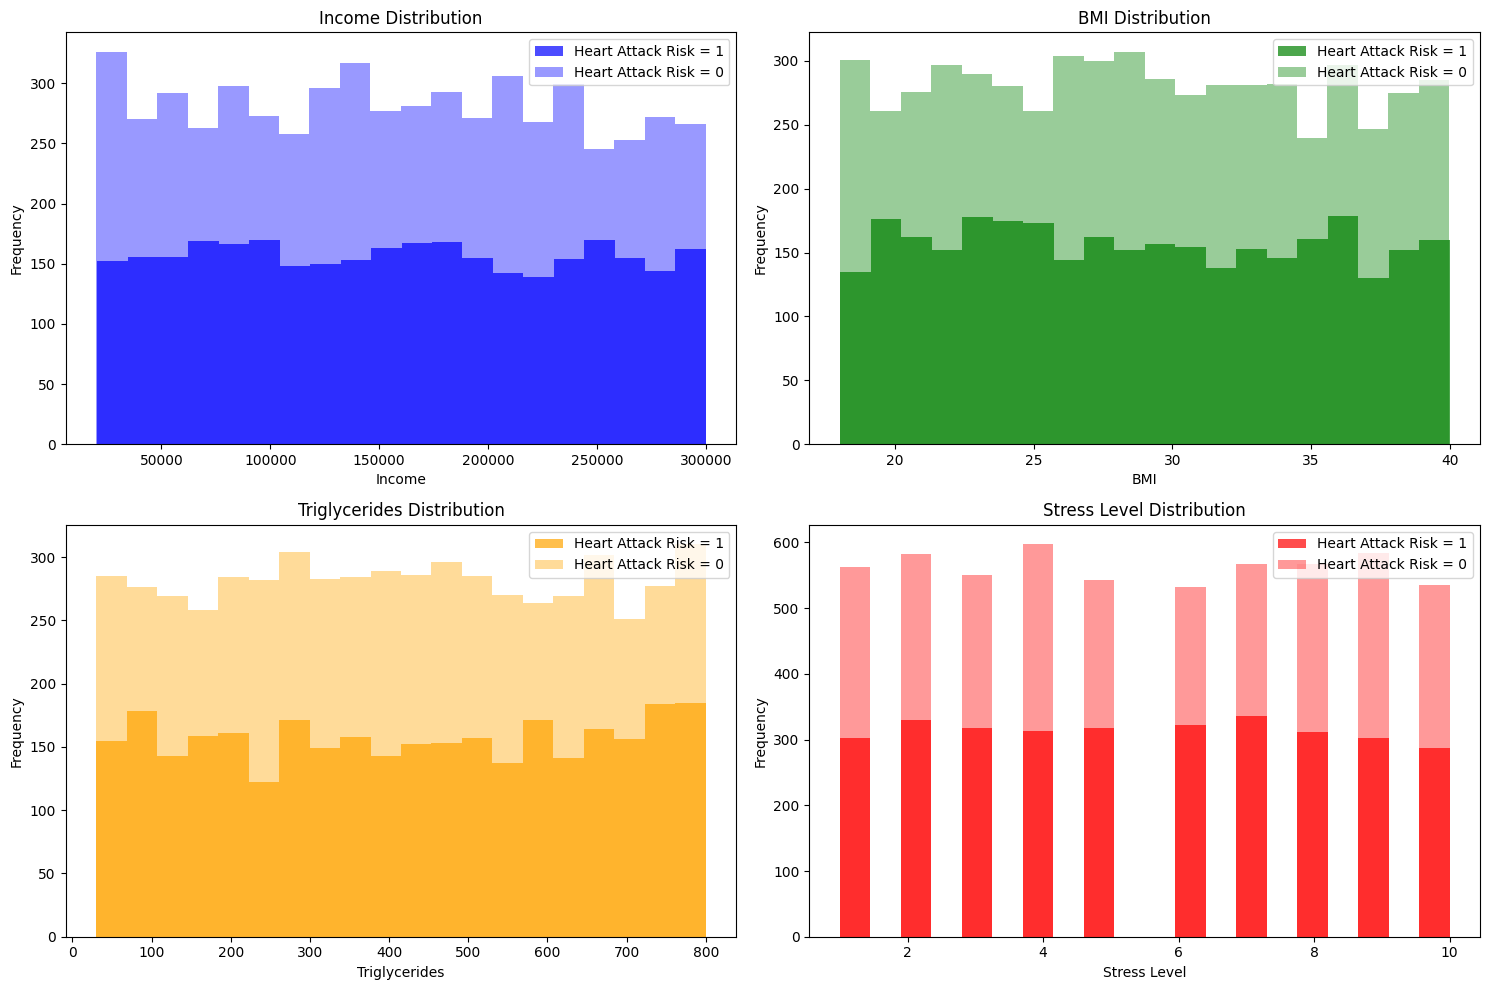 Income Distribution
Heart Attack Risk = 1
Heart Attack Risk = 0
Frequency
300
250
200
150
100
50
0
50000 100000 150000 200000 250000 300000
Income
BMI Distribution
Heart Attack Risk = 1
Heart Attack Risk = 0
Frequency
300
250
200
150
100
50
0
20 25 30 35 40
BMI
Triglycerides Distribution
Heart Attack Risk = 1
Heart Attack Risk = 0
Frequency
300
250
200
150
100
50
0
0 100 200 300 400 500 600 700 800
Triglycerides
Stress Level Distribution
Heart Attack Risk = 1
Heart Attack Risk = 0
Frequency
600
500
400
300
200
100
0
2 4 6 8 10
Stress Level